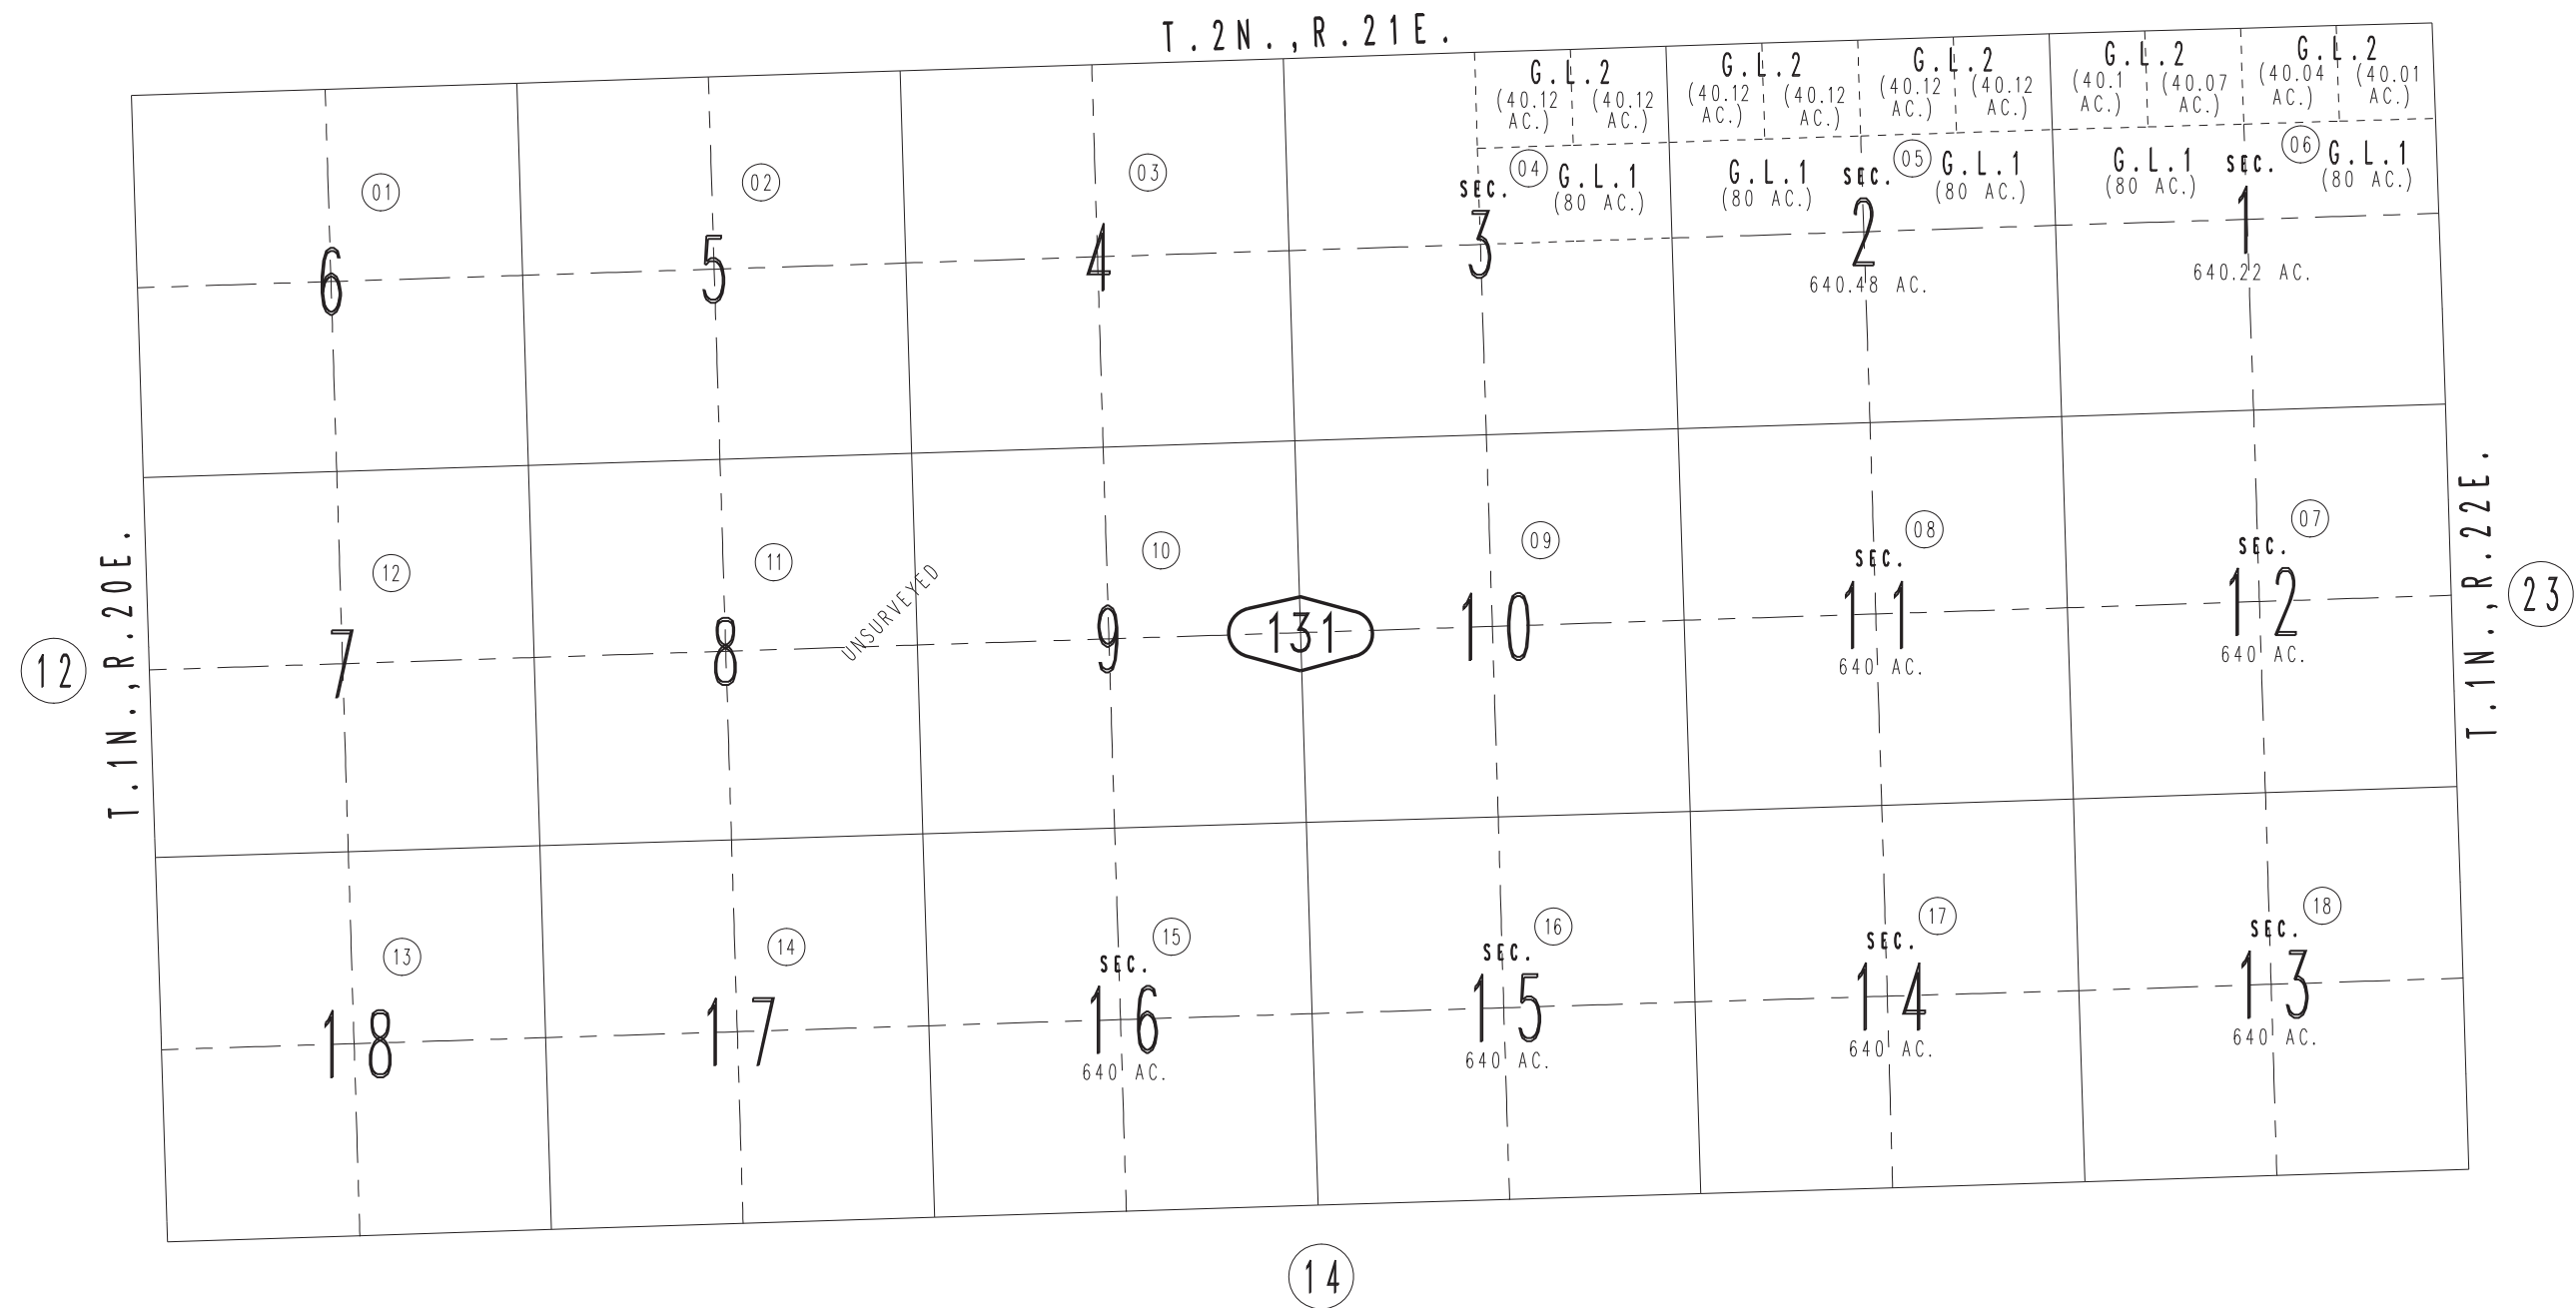 T.2N.,R.21E.
G.L.2
(40.12 AC.)
(40.12 AC.)
G.L.2
(40.12 AC.)
(40.12 AC.)
G.L.2
(40.12 AC.)
(40.12 AC.)
G.L.2
(40.1 AC.)
(40.07 AC.)
G.L.2
(40.04 AC.)
(40.01 AC.)
01
6
02
5
03
4
04
SEC.
3
G.L.1
(80 AC.)
G.L.1
(80 AC.)
05
SEC.
2
640.48 AC.
G.L.1
(80 AC.)
G.L.1
(80 AC.)
06
SEC.
1
640.22 AC.
G.L.1
(80 AC.)
T.1N.,R.20E.
12
12
7
11
8
UNSURVEYED
10
9
131
09
10
08
SEC.
11
640 AC.
07
SEC.
12
640 AC.
T.1N.,R.22E.
23
13
18
14
17
15
SEC.
16
640 AC.
16
SEC.
15
640 AC.
17
SEC.
14
640 AC.
18
SEC.
13
640 AC.
14